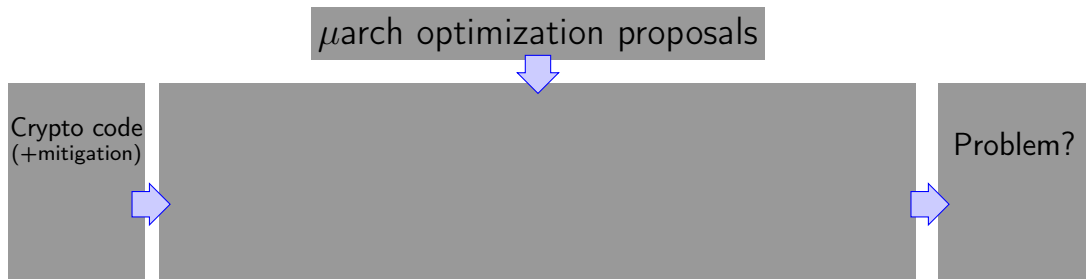 μarch optimization proposals
Crypto code
(+mitigation)
Problem?